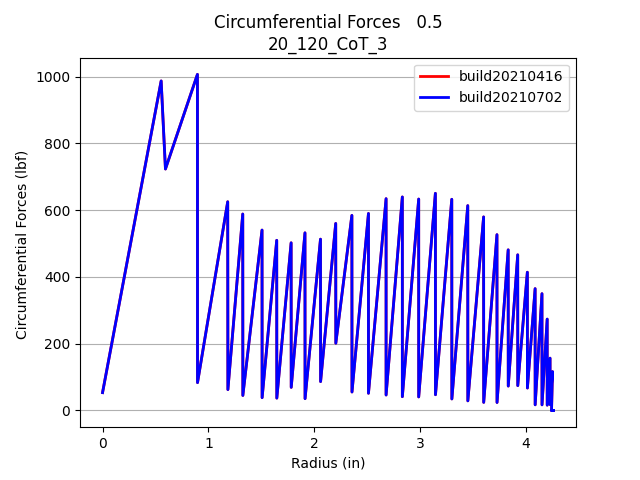 Circumferential Forces   0.5
20_120_CoT_3
build20210416
build20210702
1000
800
600
400
200
0
Circumferential Forces (lbf)
0 1 2 3 4
Radius (in)